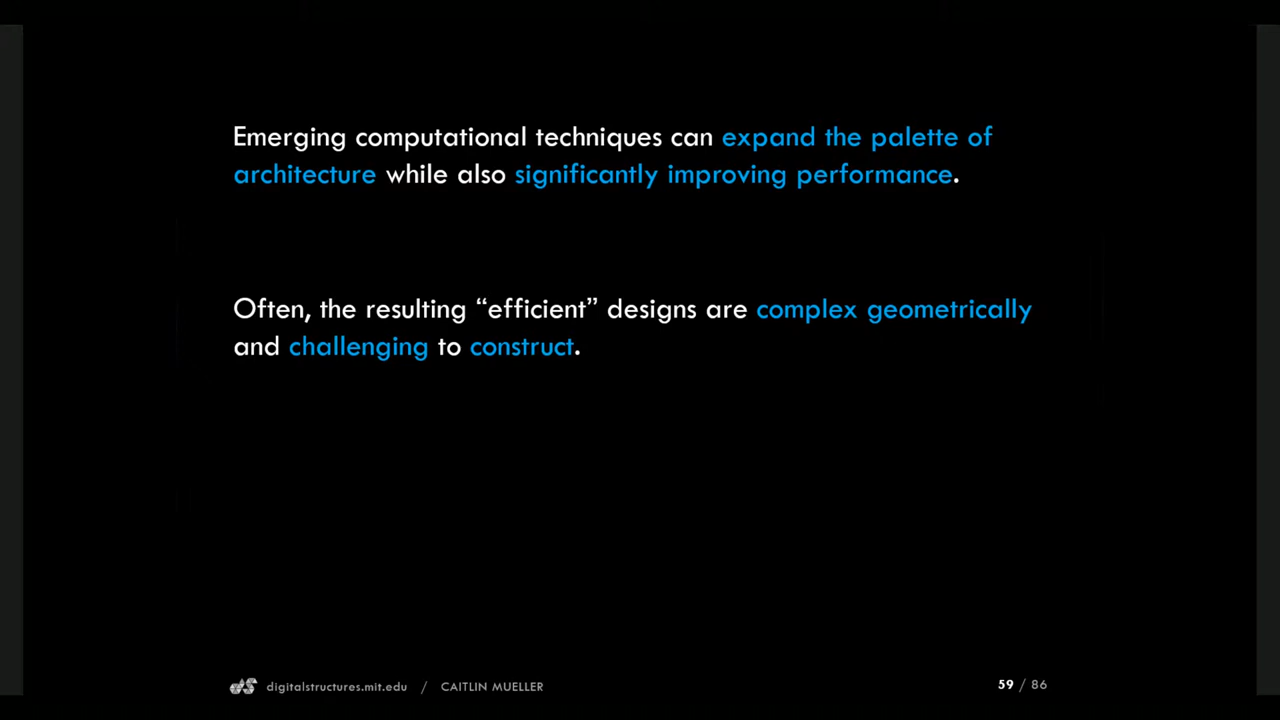 Emerging computational techniques can expand the palette of
architecture while also significantly improving performance.
Often, the resulting “efficient” designs are complex geometrically
and challenging to construct.
digitalstructures.mit.edu / CAITLIN MUELLER
59 / 86